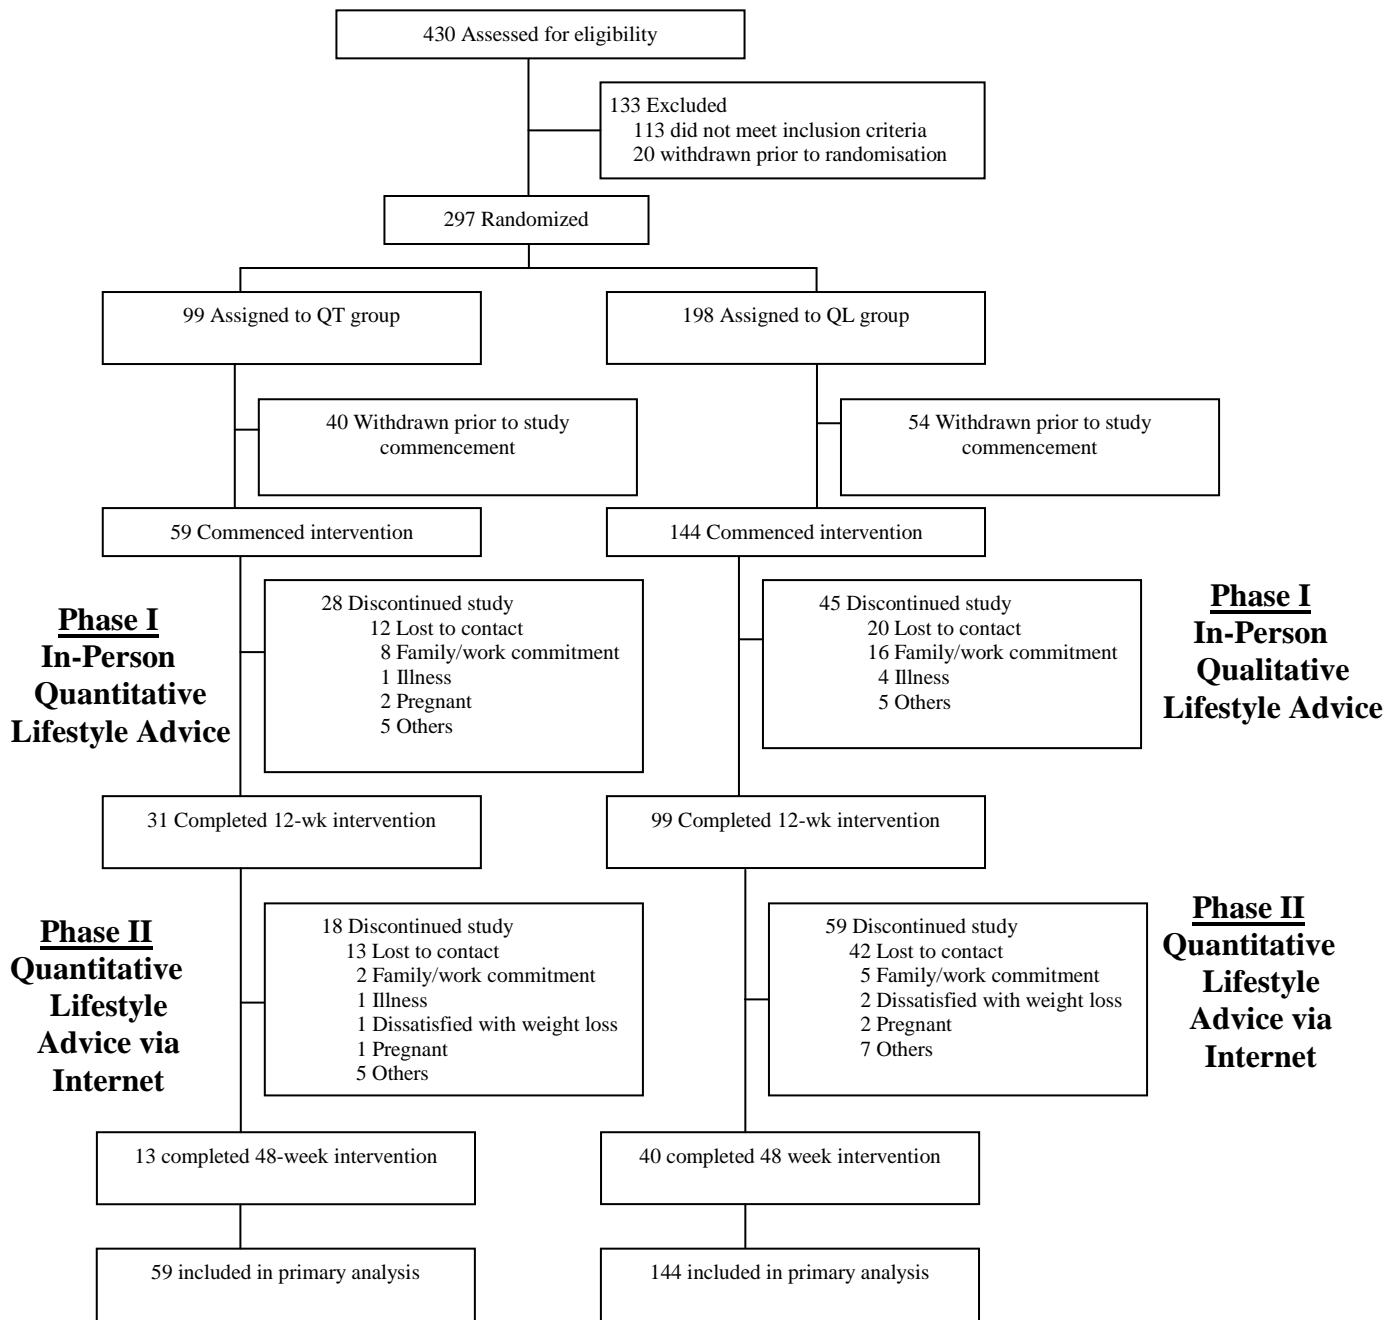 430 Assessed for eligibility
133 Excluded
113 did not meet inclusion criteria
20 withdrawn prior to randomisation
297 Randomized
99 Assigned to QT group
198 Assigned to QL group
40 Withdrawn prior to study
commencement
54 Withdrawn prior to study
commencement
59 Commenced intervention
144 Commenced intervention
Phase I
In-Person
Quantitative
Lifestyle Advice
28 Discontinued study
12 Lost to contact
8 Family/work commitment
1 Illness
2 Pregnant
5 Others
45 Discontinued study
20 Lost to contact
16 Family/work commitment
4 Illness
5 Others
Phase I
In-Person
Qualitative
Lifestyle Advice
31 Completed 12-wk intervention
99 Completed 12-wk intervention
Phase II
Quantitative
Lifestyle
Advice via
Internet
18 Discontinued study
13 Lost to contact
2 Family/work commitment
1 Illness
1 Dissatisfied with weight loss
1 Pregnant
5 Others
59 Discontinued study
42 Lost to contact
5 Family/work commitment
2 Dissatisfied with weight loss
2 Pregnant
7 Others
Phase II
Quantitative
Lifestyle
Advice via
Internet
13 completed 48-week intervention
40 completed 48 week intervention
59 included in primary analysis
144 included in primary analysis